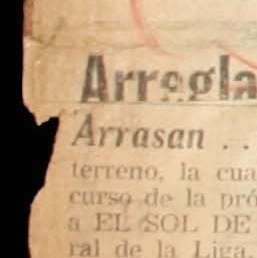 Arregla
Arrasan ..
terreno, la cua
curso de la pró
a EL SOL DE
ral de la Liga,